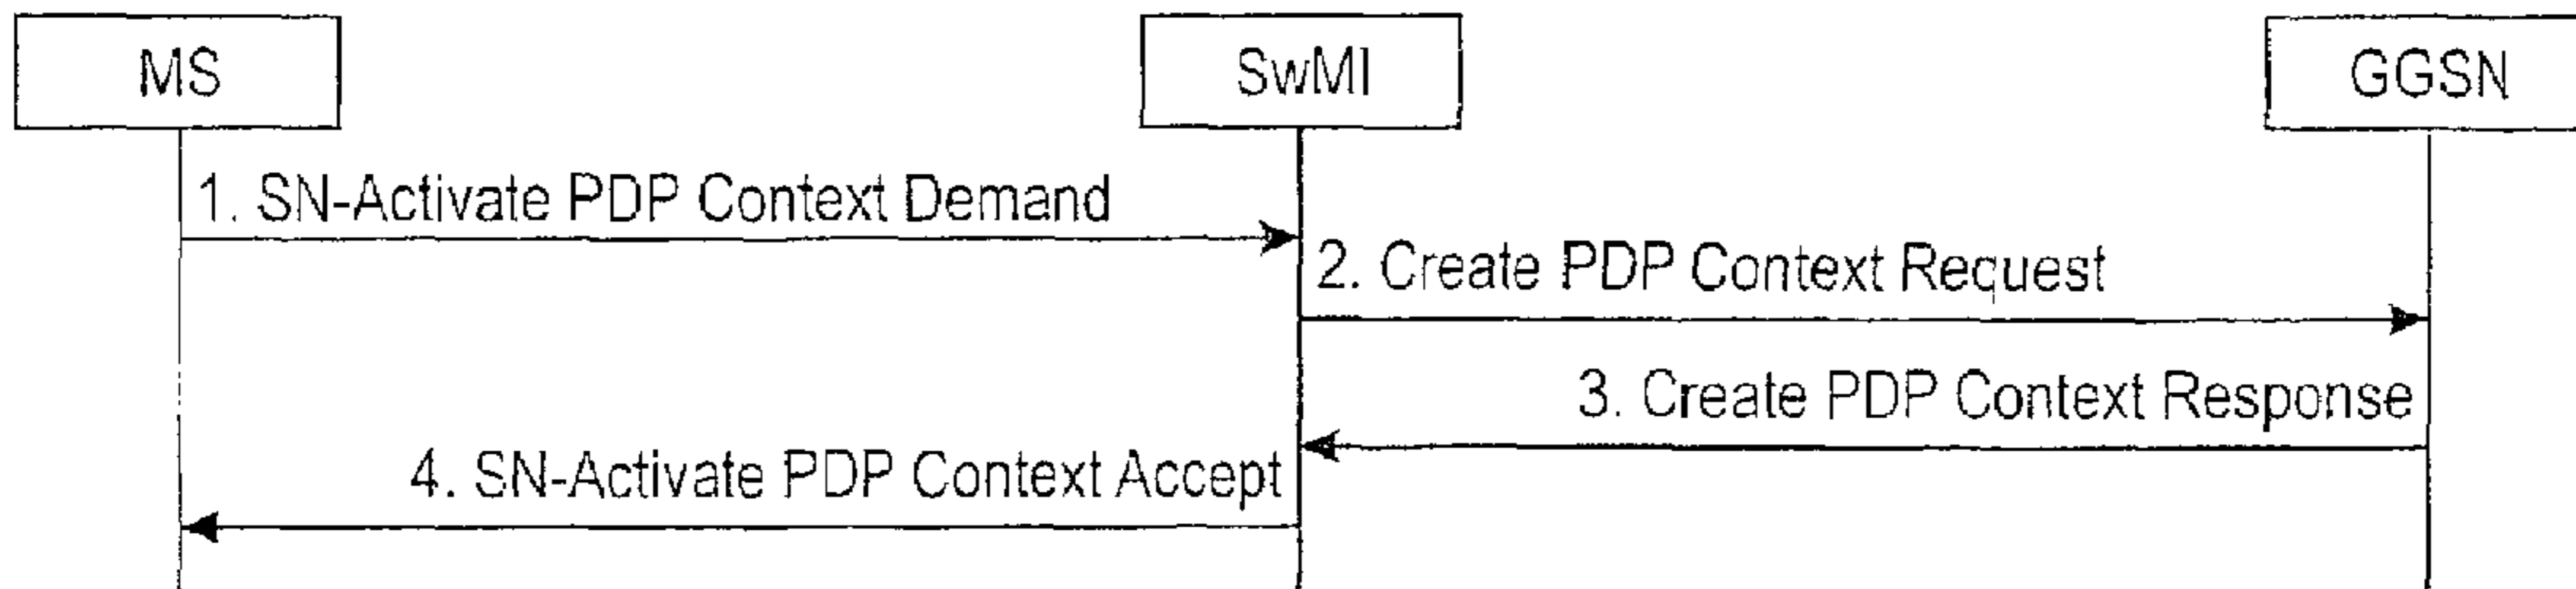 MS
SwMI
GGSN
1. SN-Activate PDP Context Demand
2. Create PDP Context Request
3. Create PDP Context Response
4. SN-Activate PDP Context Accept